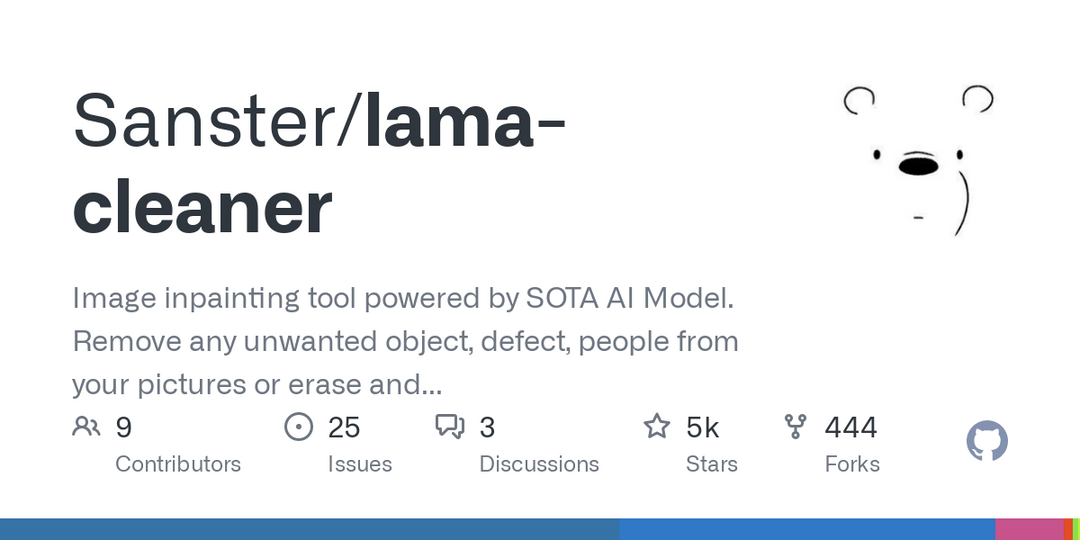 Sanster/lama-
cleaner
Image inpainting tool powered by SOTA AI Model.
Remove any unwanted object, defect, people from
your pictures or erase and...
9 25 3 5k 444
Contributors Issues Discussions Stars Forks